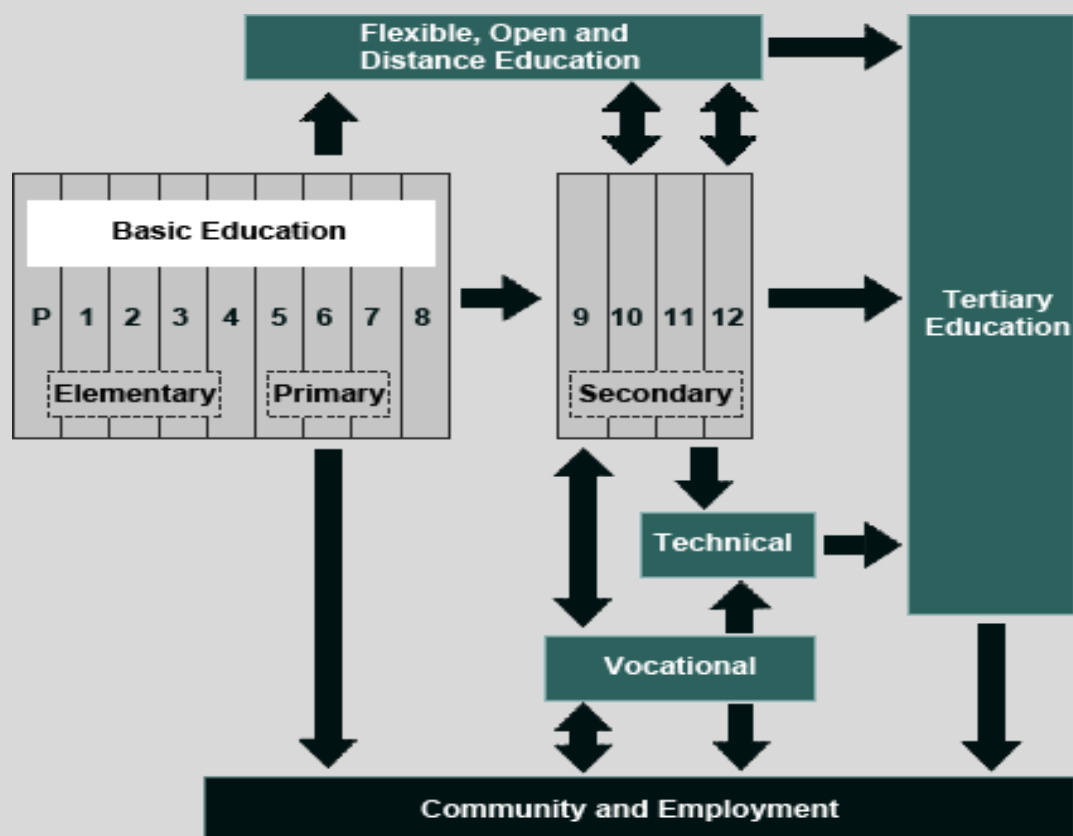 Flexible, Open and
Distance Education
Basic Education
P 1 2 3 4 5 6 7 8
Elementary Primary
9 10 11 12
Secondary
Tertiary
Education
Technical
Vocational
Community and Employment